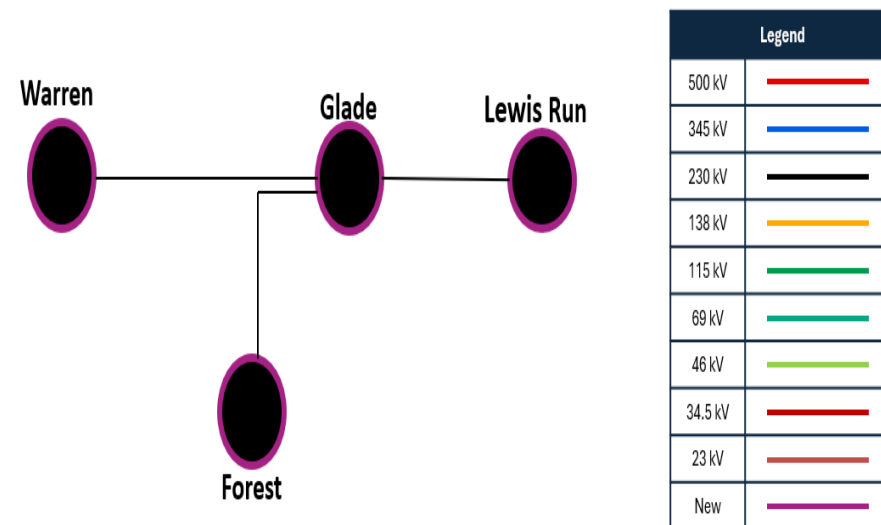 Warren
Glade
Lewis Run
Forest
Legend
500 kV
345 kV
230 kV
138 kV
115 kV
69 kV
46 kV
34.5 kV
23 kV
New